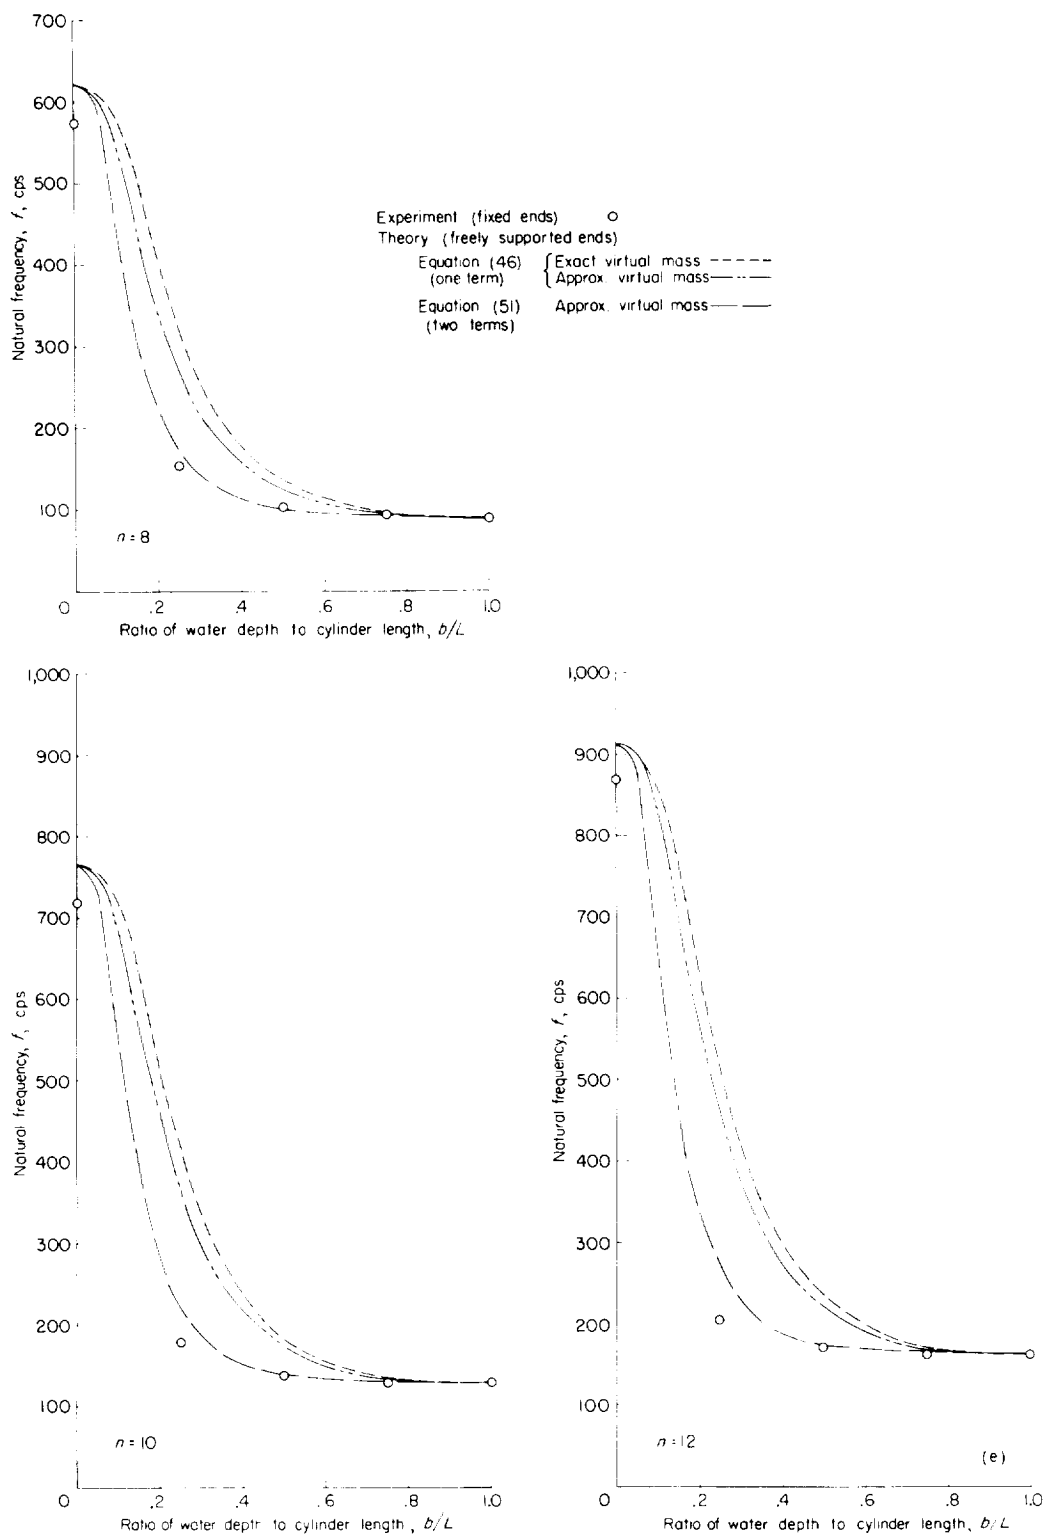 700
600
500
400
300
200
100
0
.2
.4
.6
.8
1.0
Natural frequency, f, cps
Ratio of water depth to cylinder length, b/L
n = 8
Experiment (fixed ends)
Theory (freely supported ends)
Equation (46) Exact virtual mass
(one term) Approx. virtual mass
Equation (51) Approx. virtual mass
(two terms)
1,000
900
800
700
600
500
400
300
200
100
0
.2
.4
.6
.8
1.0
Natural frequency, f, cps
Ratio of water depth to cylinder length, b/L
n = 10
1,000
900
800
700
600
500
400
300
200
100
0
.2
.4
.6
.8
1.0
Natural frequency, f, cps
Ratio of water depth to cylinder length, b/L
n = 12
(e)